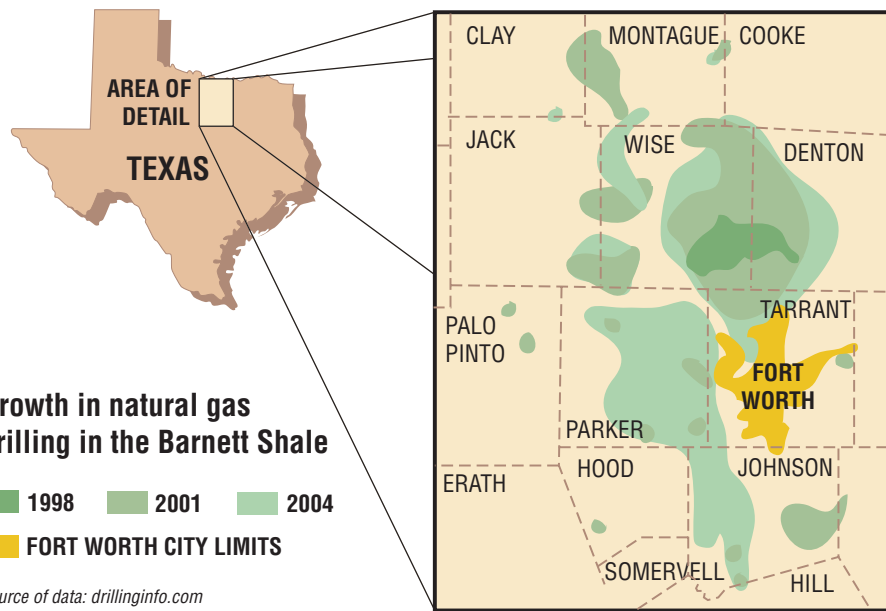 AREA OF
DETAIL
TEXAS
CLAY
MONTAGUE
COOKE
JACK
WISE
DENTON
PALO
PINTO
TARRANT
FORT
WORTH
PARKER
HOOD
JOHNSON
ERATH
SOMERVELL
HILL
rowth in natural gas
rilling in the Barnett Shale
1998
2001
2004
FORT WORTH CITY LIMITS
urce of data: drillinginfo.com